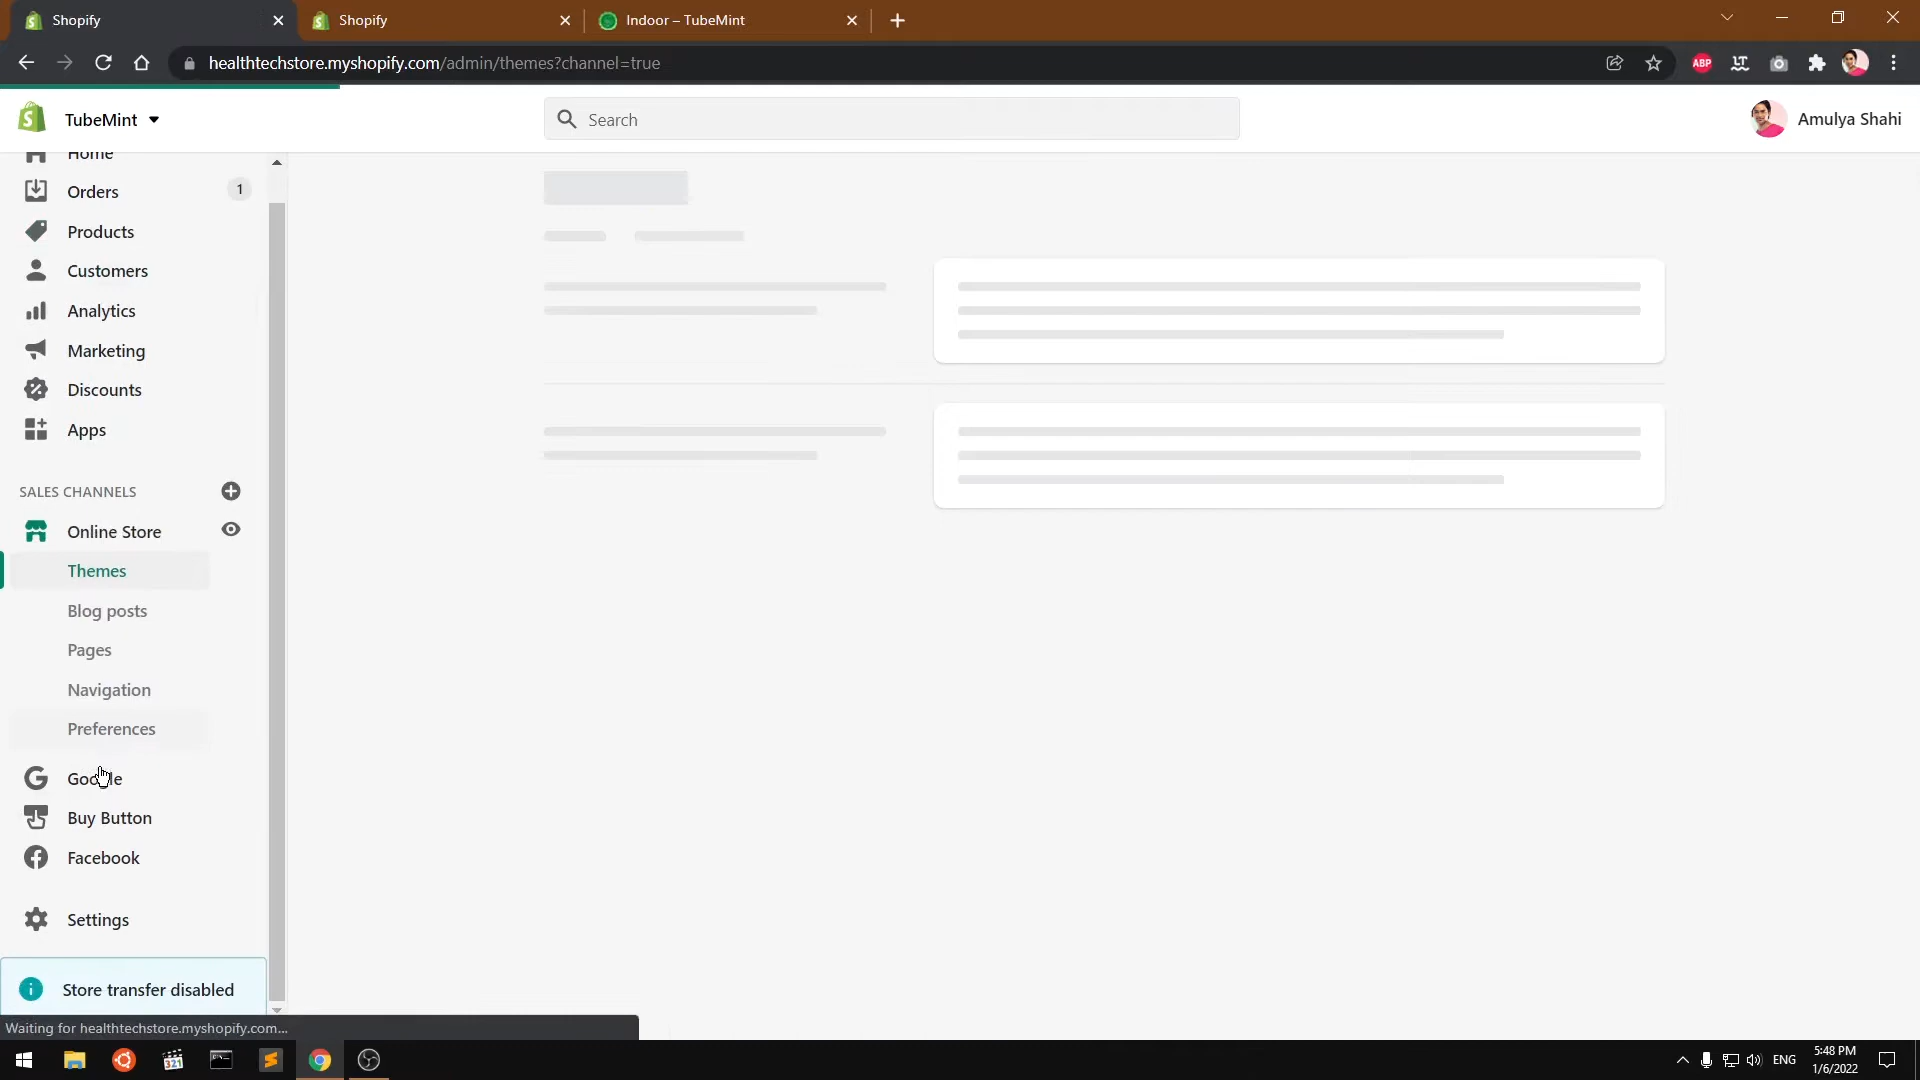 Shopify
Shopify
Indoor – TubeMint
healthtechstore.myshopify.com/admin/themes?channel=true
ABP
TubeMint
Search
Amulya Shahi
Home
Orders
1
Products
Customers
Analytics
Marketing
Discounts
Apps
SALES CHANNELS
Online Store
Themes
Blog posts
Pages
Navigation
Preferences
Google
Buy Button
Facebook
Settings
Store transfer disabled
Waiting for healthtechstore.myshopify.com...
321
ENG
5:48 PM
1/6/2022